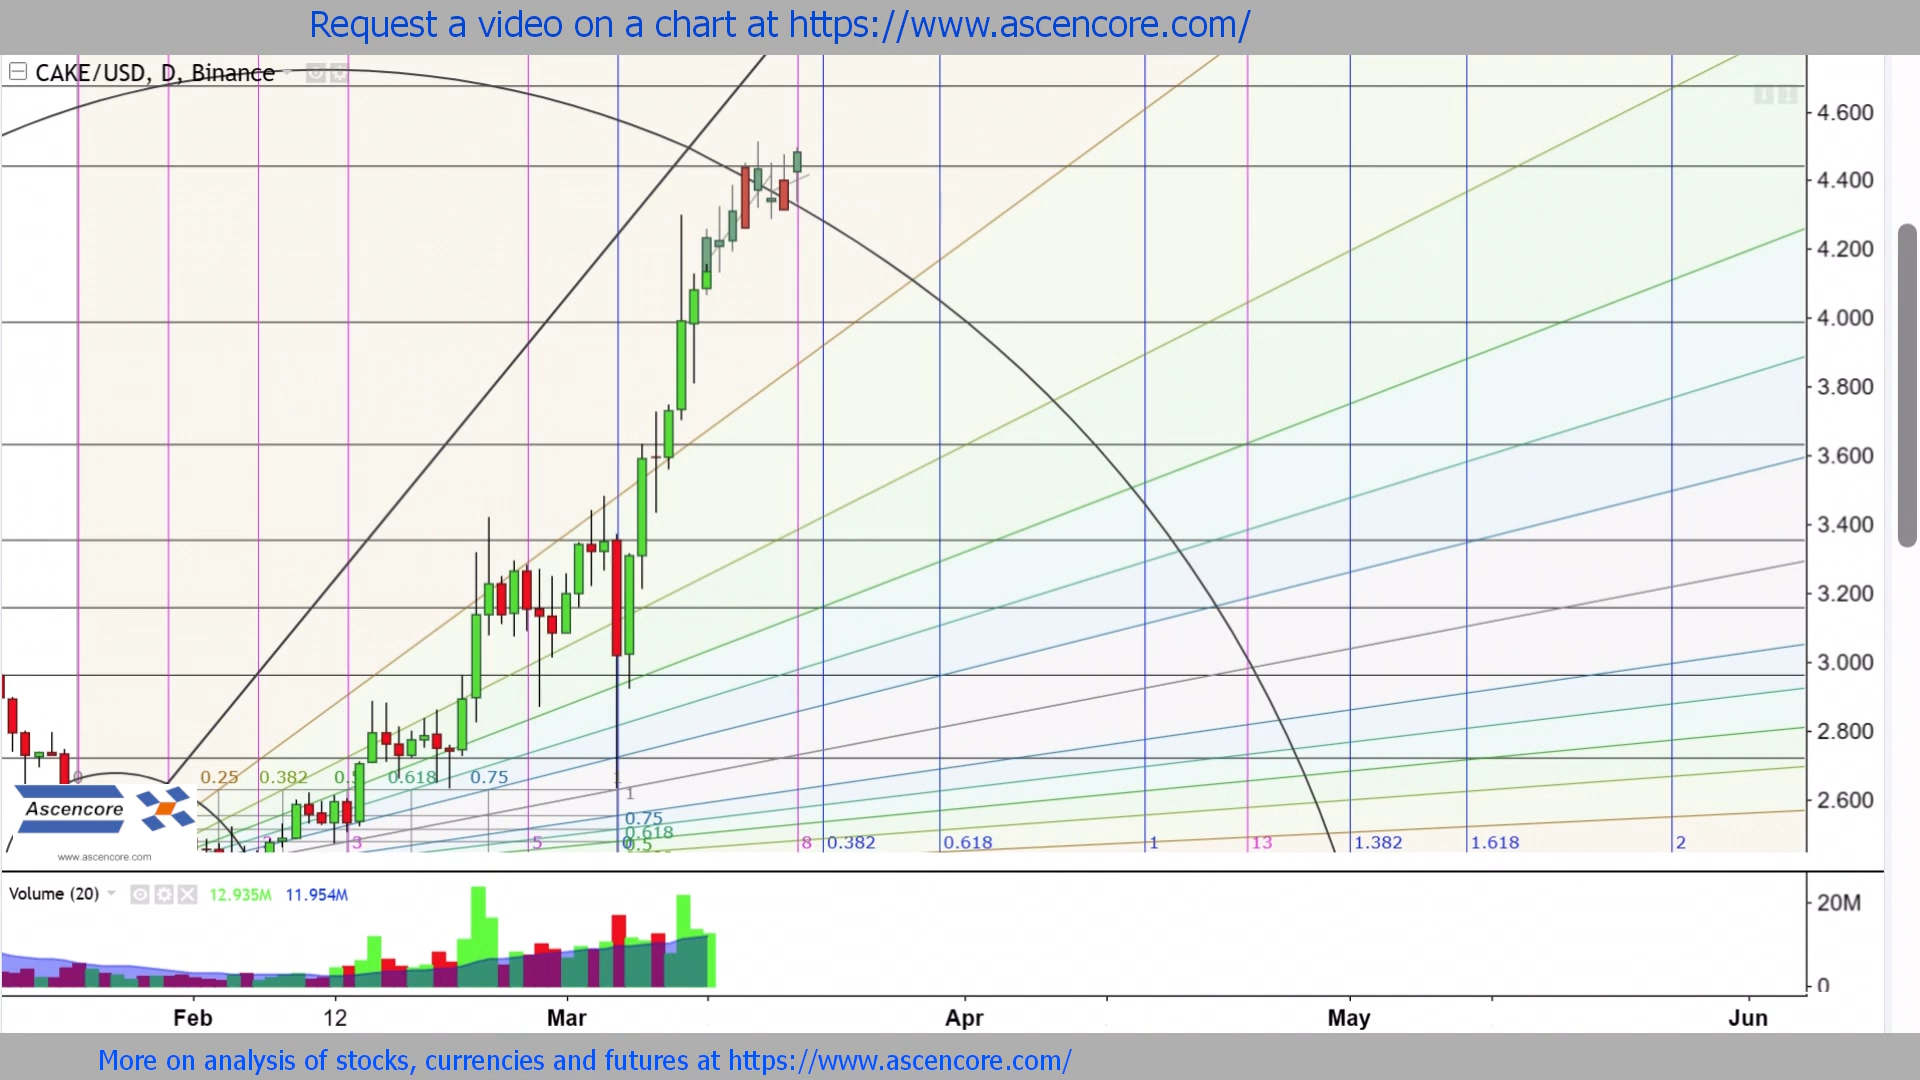 Request a video on a chart at https://www.ascencore.com/
CAKE/USD, D, Binance
4.600
4.400
4.200
4.000
3.800
3.600
3.400
3.200
3.000
2.800
2.600
0
0.25 0.382 0.618 0.75 1
1
0.75
0.618
0.5
Ascencore
www.ascencore.com
3 5 8 0.382 0.618 1 13 1.382 1.618 2
Volume (20) 12.935M 11.954M
20M
0
Feb 12 Mar Apr May Jun
More on analysis of stocks, currencies and futures at https://www.ascencore.com/